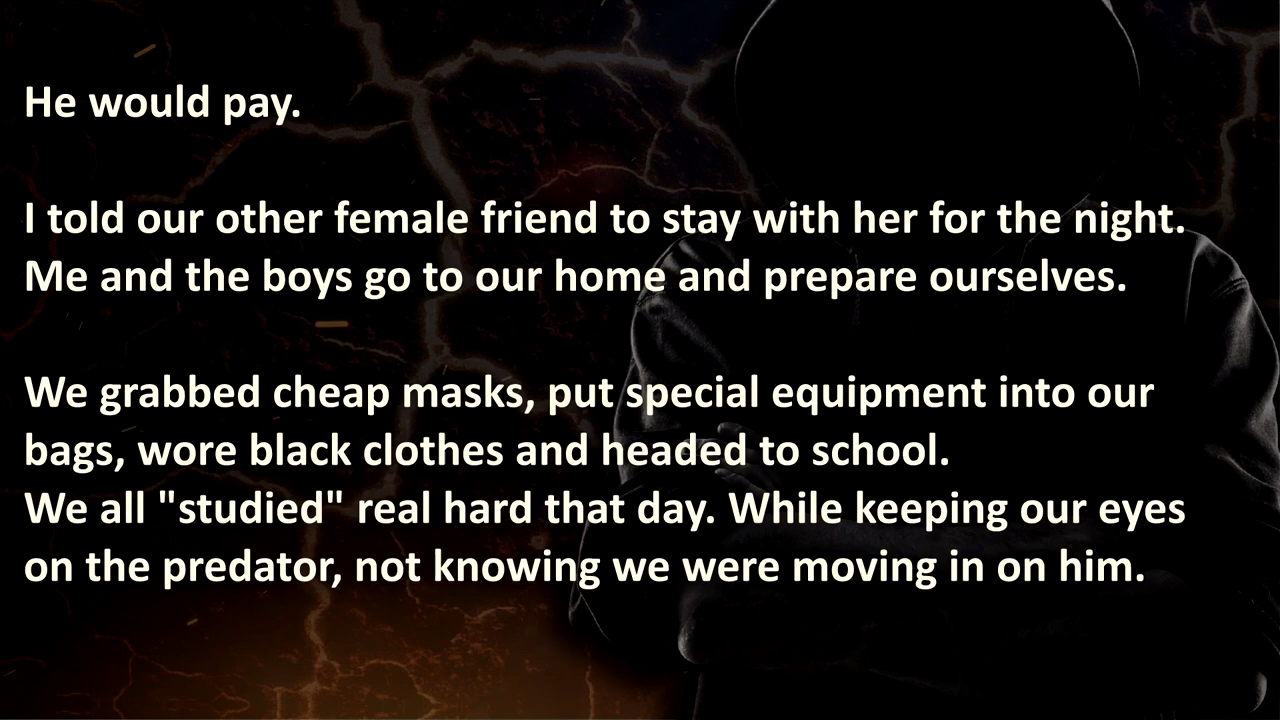 He would pay.
I told our other female friend to stay with her for the night.
Me and the boys go to our home and prepare ourselves.
We grabbed cheap masks, put special equipment into our
bags, wore black clothes and headed to school.
We all "studied" real hard that day. While keeping our eyes
on the predator, not knowing we were moving in on him.